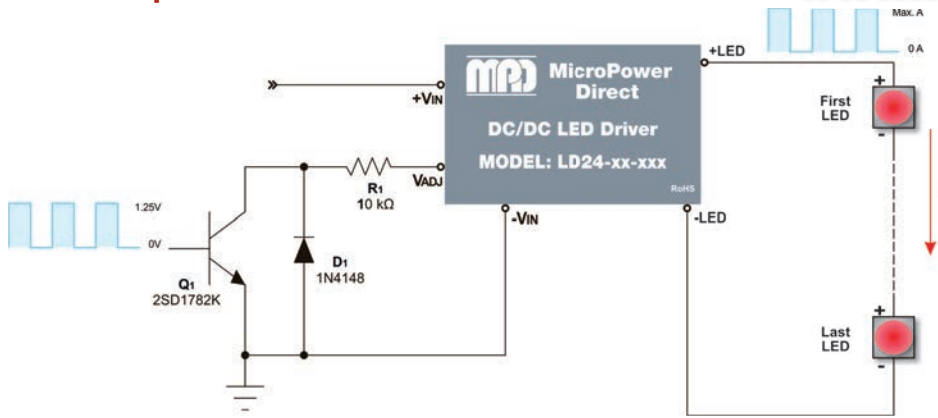 Max. A
0 A
+LED
MPD MicroPower
Direct
DC/DC LED Driver
MODEL: LD24-xx-xxx
RoHS
+VIN
VADJ
R1
10 kΩ
-VIN
-LED
First
LED
+
-
1.25V
0V
Q1
2SD1782K
D1
1N4148
Last
LED
+
-